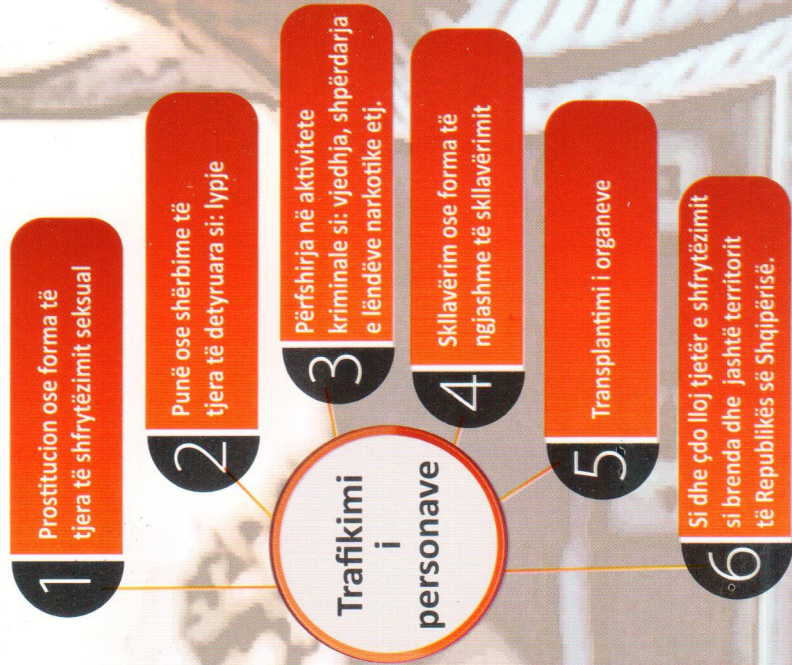 Trafikimi
i
personave
1
Prostitucion ose forma të
tjera të shfrytëzimit seksual
2
Punë ose shërbime të
tjera të detyruara si: lypje
3
Përfshirja në aktivitete
kriminale si: vjedhja, shpërdarja
e lëndëve narkotike etj.
4
Skllavërim ose forma të
ngjashme të skllavërimit
5
Transplantimi i organeve
6
Si dhe çdo lloj tjetër e shfrytëzimit
si brenda dhe jashtë territorit
të Republikës së Shqipërisë.